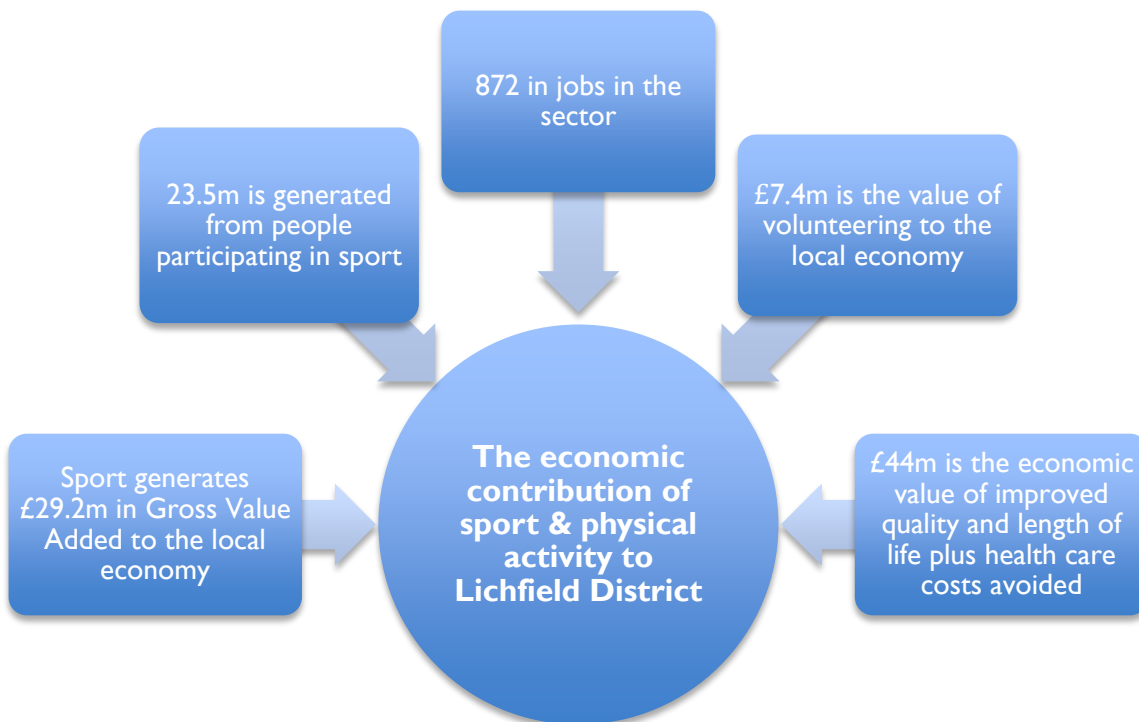 872 in jobs in the
sector
23.5m is generated
from people
participating in sport
£7.4m is the value of
volunteering to the
local economy
Sport generates
£29.2m in Gross Value
Added to the local
economy
The economic
contribution of
sport & physical
activity to
Lichfield District
£44m is the economic
value of improved
quality and length of
life plus health care
costs avoided